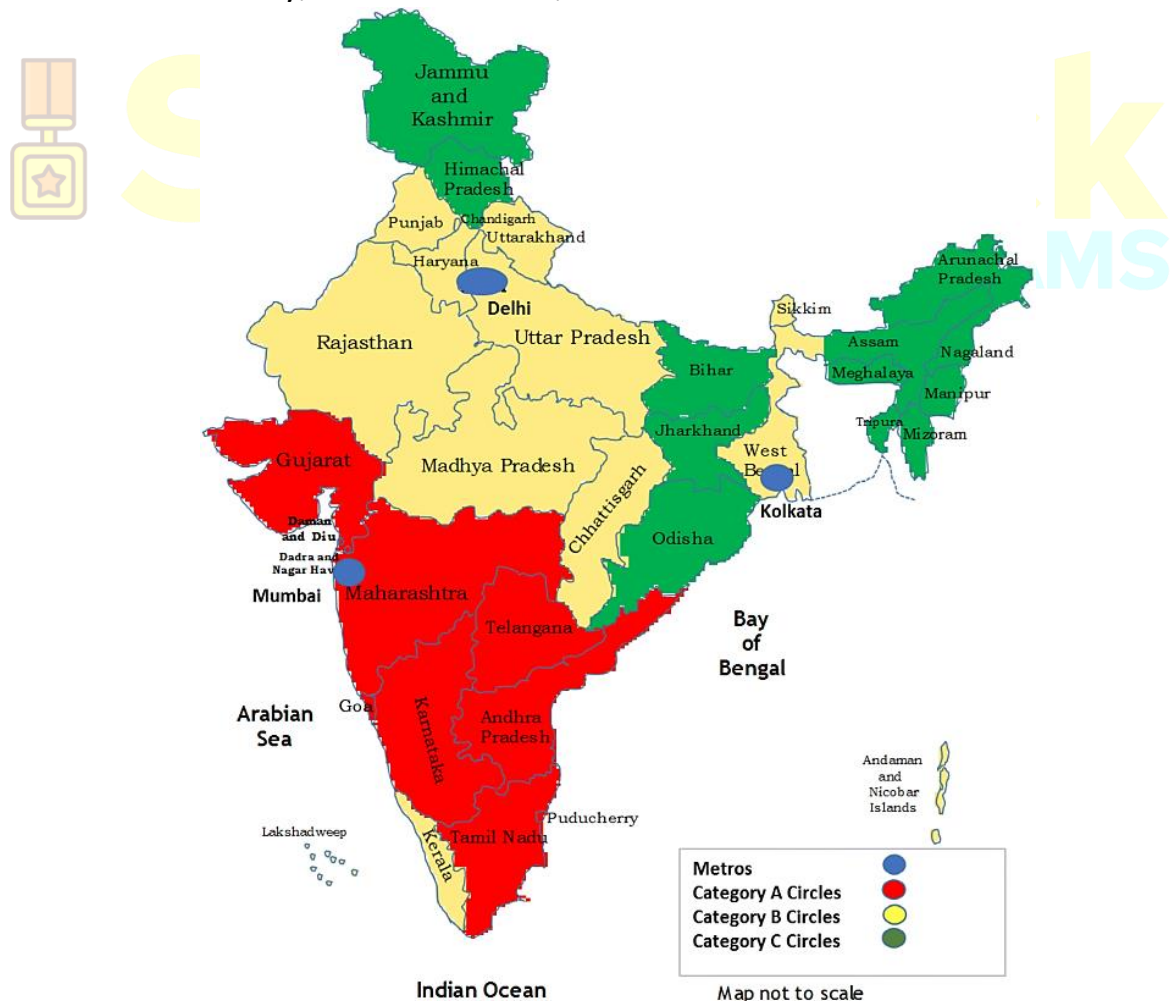 Jammu
and
Kashmir
Himachal
Pradesh
Punjab
Chandigarh
Uttarakhand
Haryana
Delhi
Rajasthan
Uttar Pradesh
Sikkim
Arunachal
Pradesh
Assam
Nagaland
Meghalaya
Manipur
Bihar
Tripura
Mizoram
Jharkhand
West
Bengal
Gujarat
Madhya Pradesh
Chhattisgarh
Kolkata
Daman
and Diu
Odisha
Dadra and
Nagar Hav
Mumbai
Maharashtra
Telangana
Bay
of
Bengal
Goa
Arabian
Sea
Karnataka
Andhra
Pradesh
Andaman
and
Nicobar
Islands
Puducherry
Lakshadweep
Kerala
Tamil Nadu
Metros
Category A Circles
Category B Circles
Category C Circles
Indian Ocean
Map not to scale